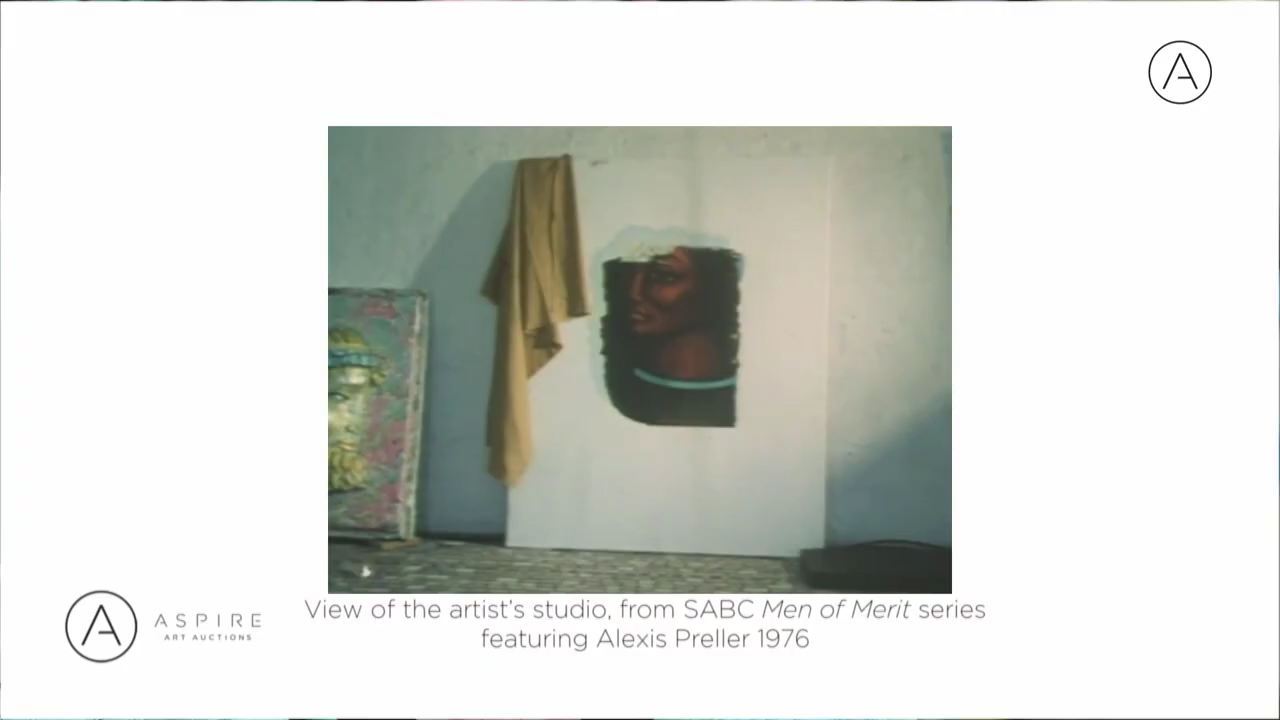 A
A
ASPIRE
ART AUCTIONS
View of the artist's studio, from SABC Men of Merit series
featuring Alexis Preller 1976